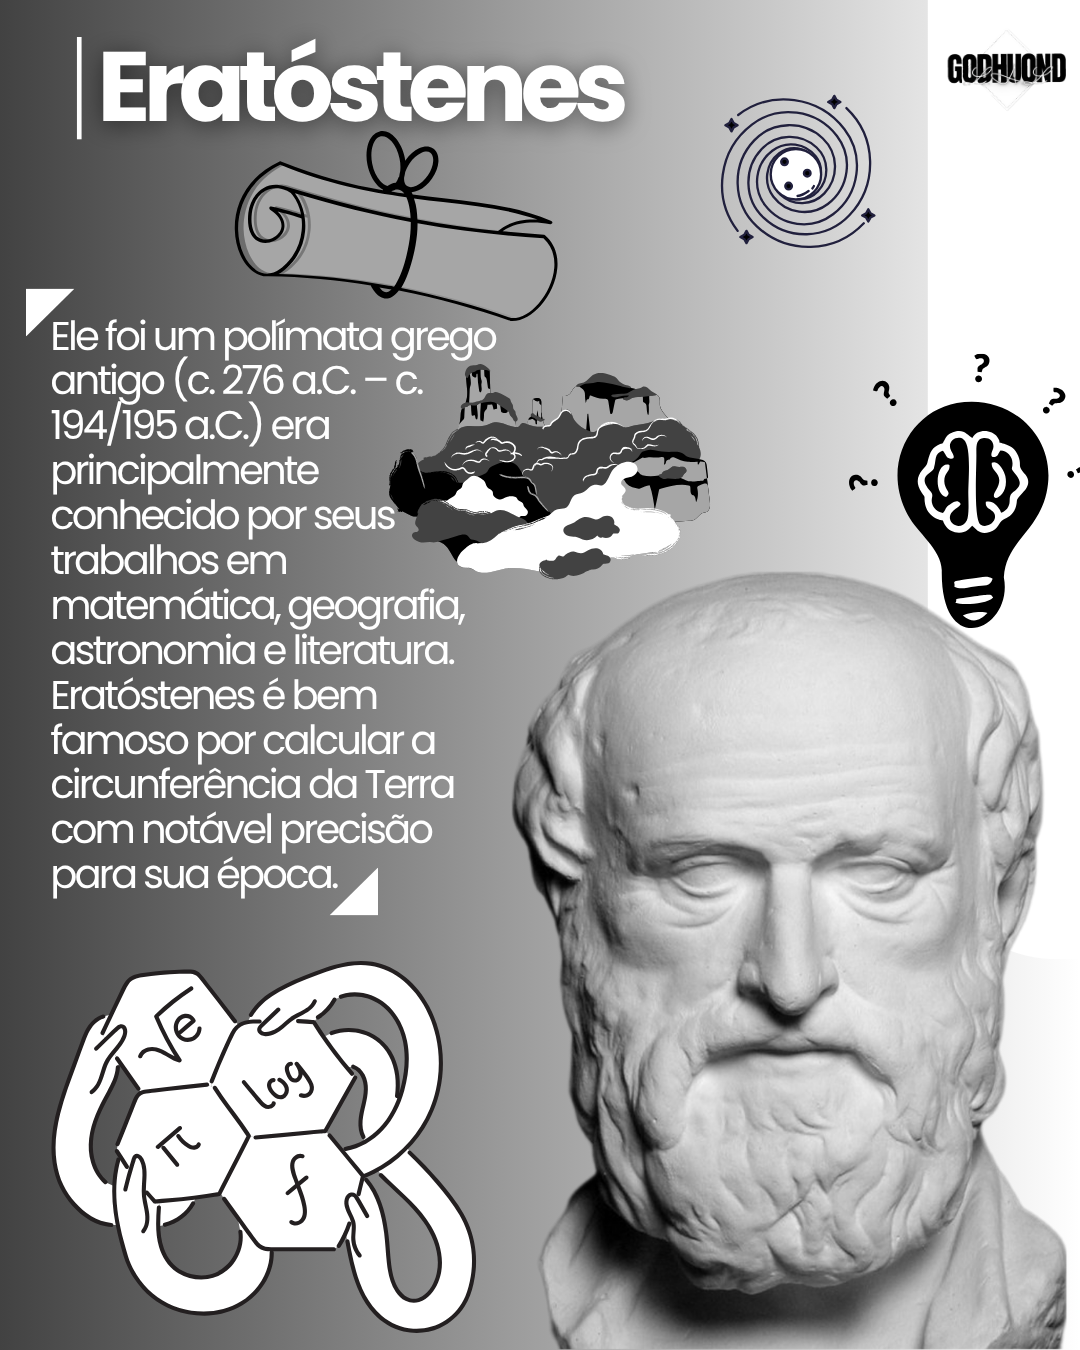 Eratóstenes
GODHUOND
Ele foi um polímata grego
antigo (c. 276 a.C. – c.
194/195 a.C.) era
principalmente
conhecido por seus
trabalhos em
matemática, geografia,
astronomia e literatura.
Eratóstenes é bem
famoso por calcular a
circunferência da Terra
com notável precisão
para sua época.
? ? ? ? ?
√e
log
π
f